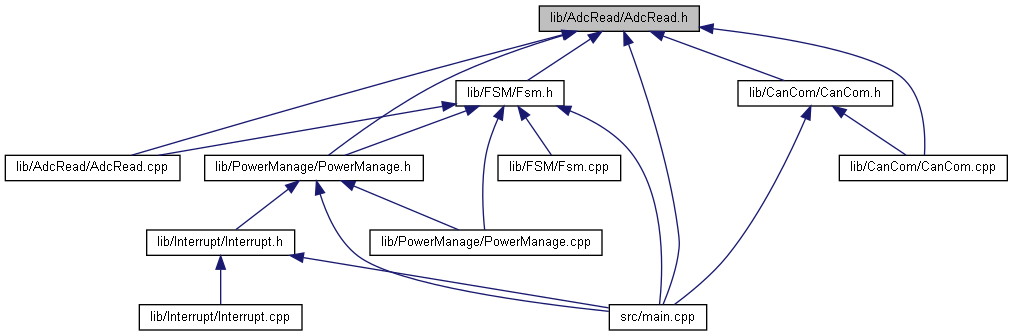 lib/AdcRead/AdcRead.h
lib/FSM/Fsm.h
lib/CanCom/CanCom.h
lib/AdcRead/AdcRead.cpp
lib/PowerManage/PowerManage.h
lib/FSM/Fsm.cpp
lib/CanCom/CanCom.cpp
lib/Interrupt/Interrupt.h
lib/PowerManage/PowerManage.cpp
lib/Interrupt/Interrupt.cpp
src/main.cpp